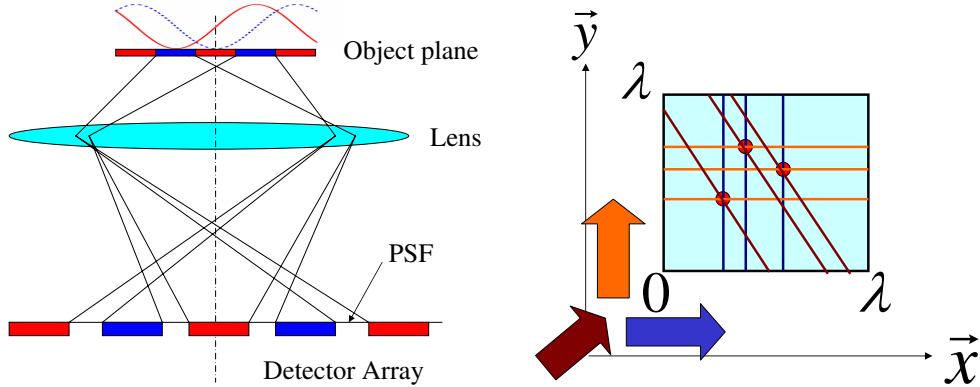 Object plane
Lens
PSF
Detector Array
y
λ
0
λ
x